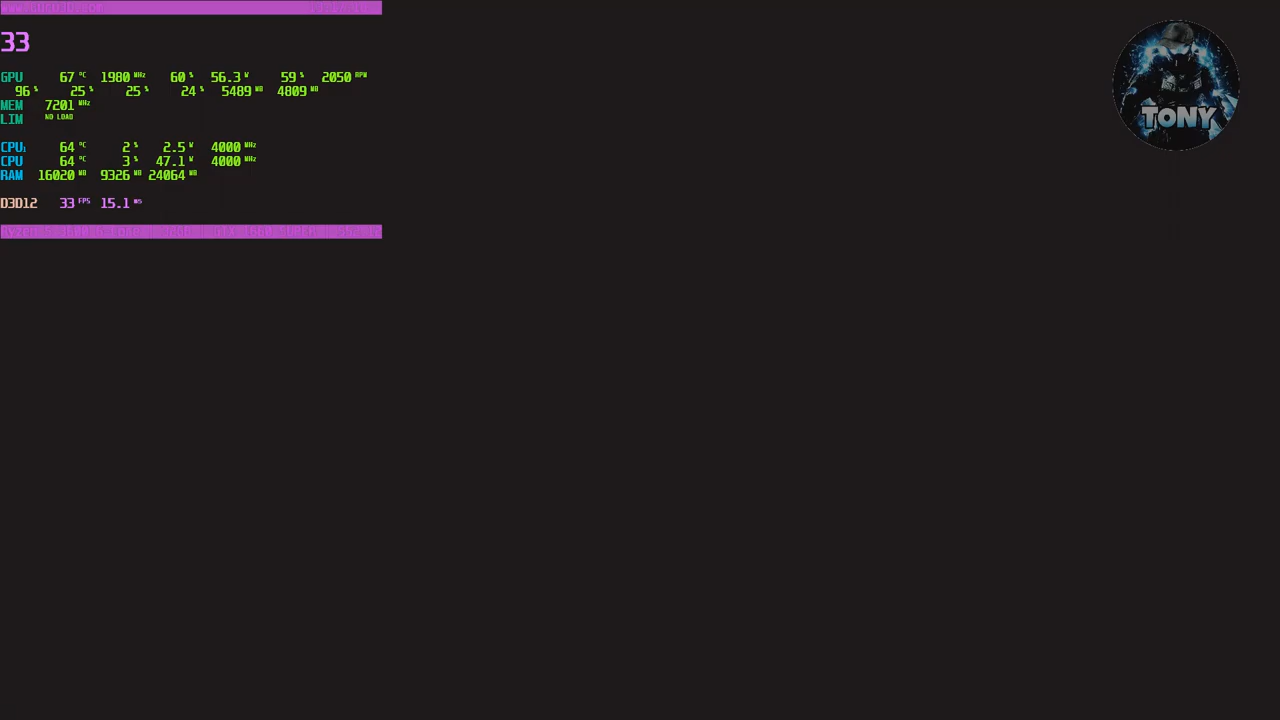 33
GPU 67 °C 1980 MHz 60 % 56.3 W 59 % 2050 RPM
96 % 25 % 25 % 24 % 5489 MB 4809 MB
MEM 7201 MHz
LIM NO LOAD
CPU1 64 °C 2 % 2.5 W 4000 MHz
CPU 64 °C 3 % 47.1 W 4000 MHz
RAM 16020 MB 9326 MB 24064 MB
D3D12 33 FPS 15.1 ms
TONY